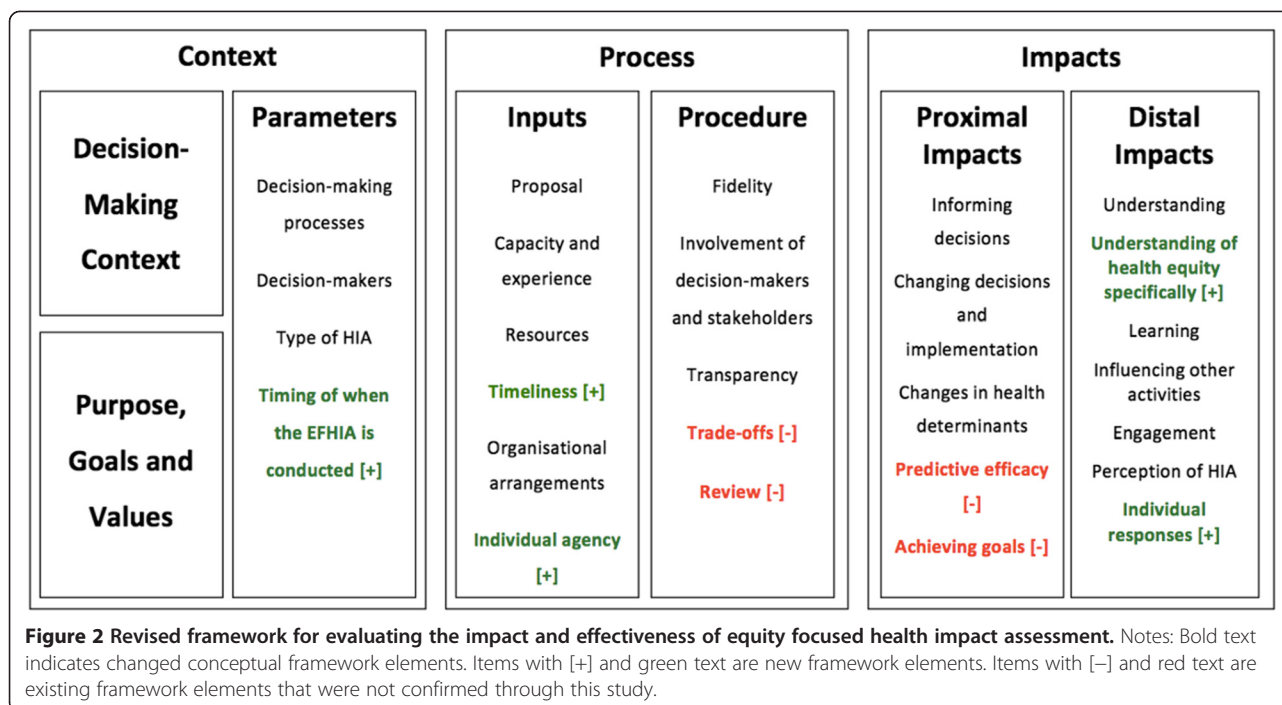 Context
Decision-
Making
Context
Purpose,
Goals and
Values
Parameters
Decision-making
processes
Decision-makers
Type of HIA
Timing of when
the EFHIA is
conducted [+]
Process
Inputs
Proposal
Capacity and
experience
Resources
Timeliness [+]
Organisational
arrangements
Individual agency
[+]
Procedure
Fidelity
Involvement of
decision-makers
and stakeholders
Transparency
Trade-offs [-]
Review [-]
Impacts
Proximal
Impacts
Informing
decisions
Changing decisions
and
implementation
Changes in health
determinants
Predictive efficacy
[-]
Achieving goals [-]
Distal
Impacts
Understanding
Understanding of
health equity
specifically [+]
Learning
Influencing other
activities
Engagement
Perception of HIA
Individual
responses [+]
Figure 2 Revised framework for evaluating the impact and effectiveness of equity focused health impact assessment. Notes: Bold text
indicates changed conceptual framework elements. Items with [+] and green text are new framework elements. Items with [−] and red text are
existing framework elements that were not confirmed through this study.